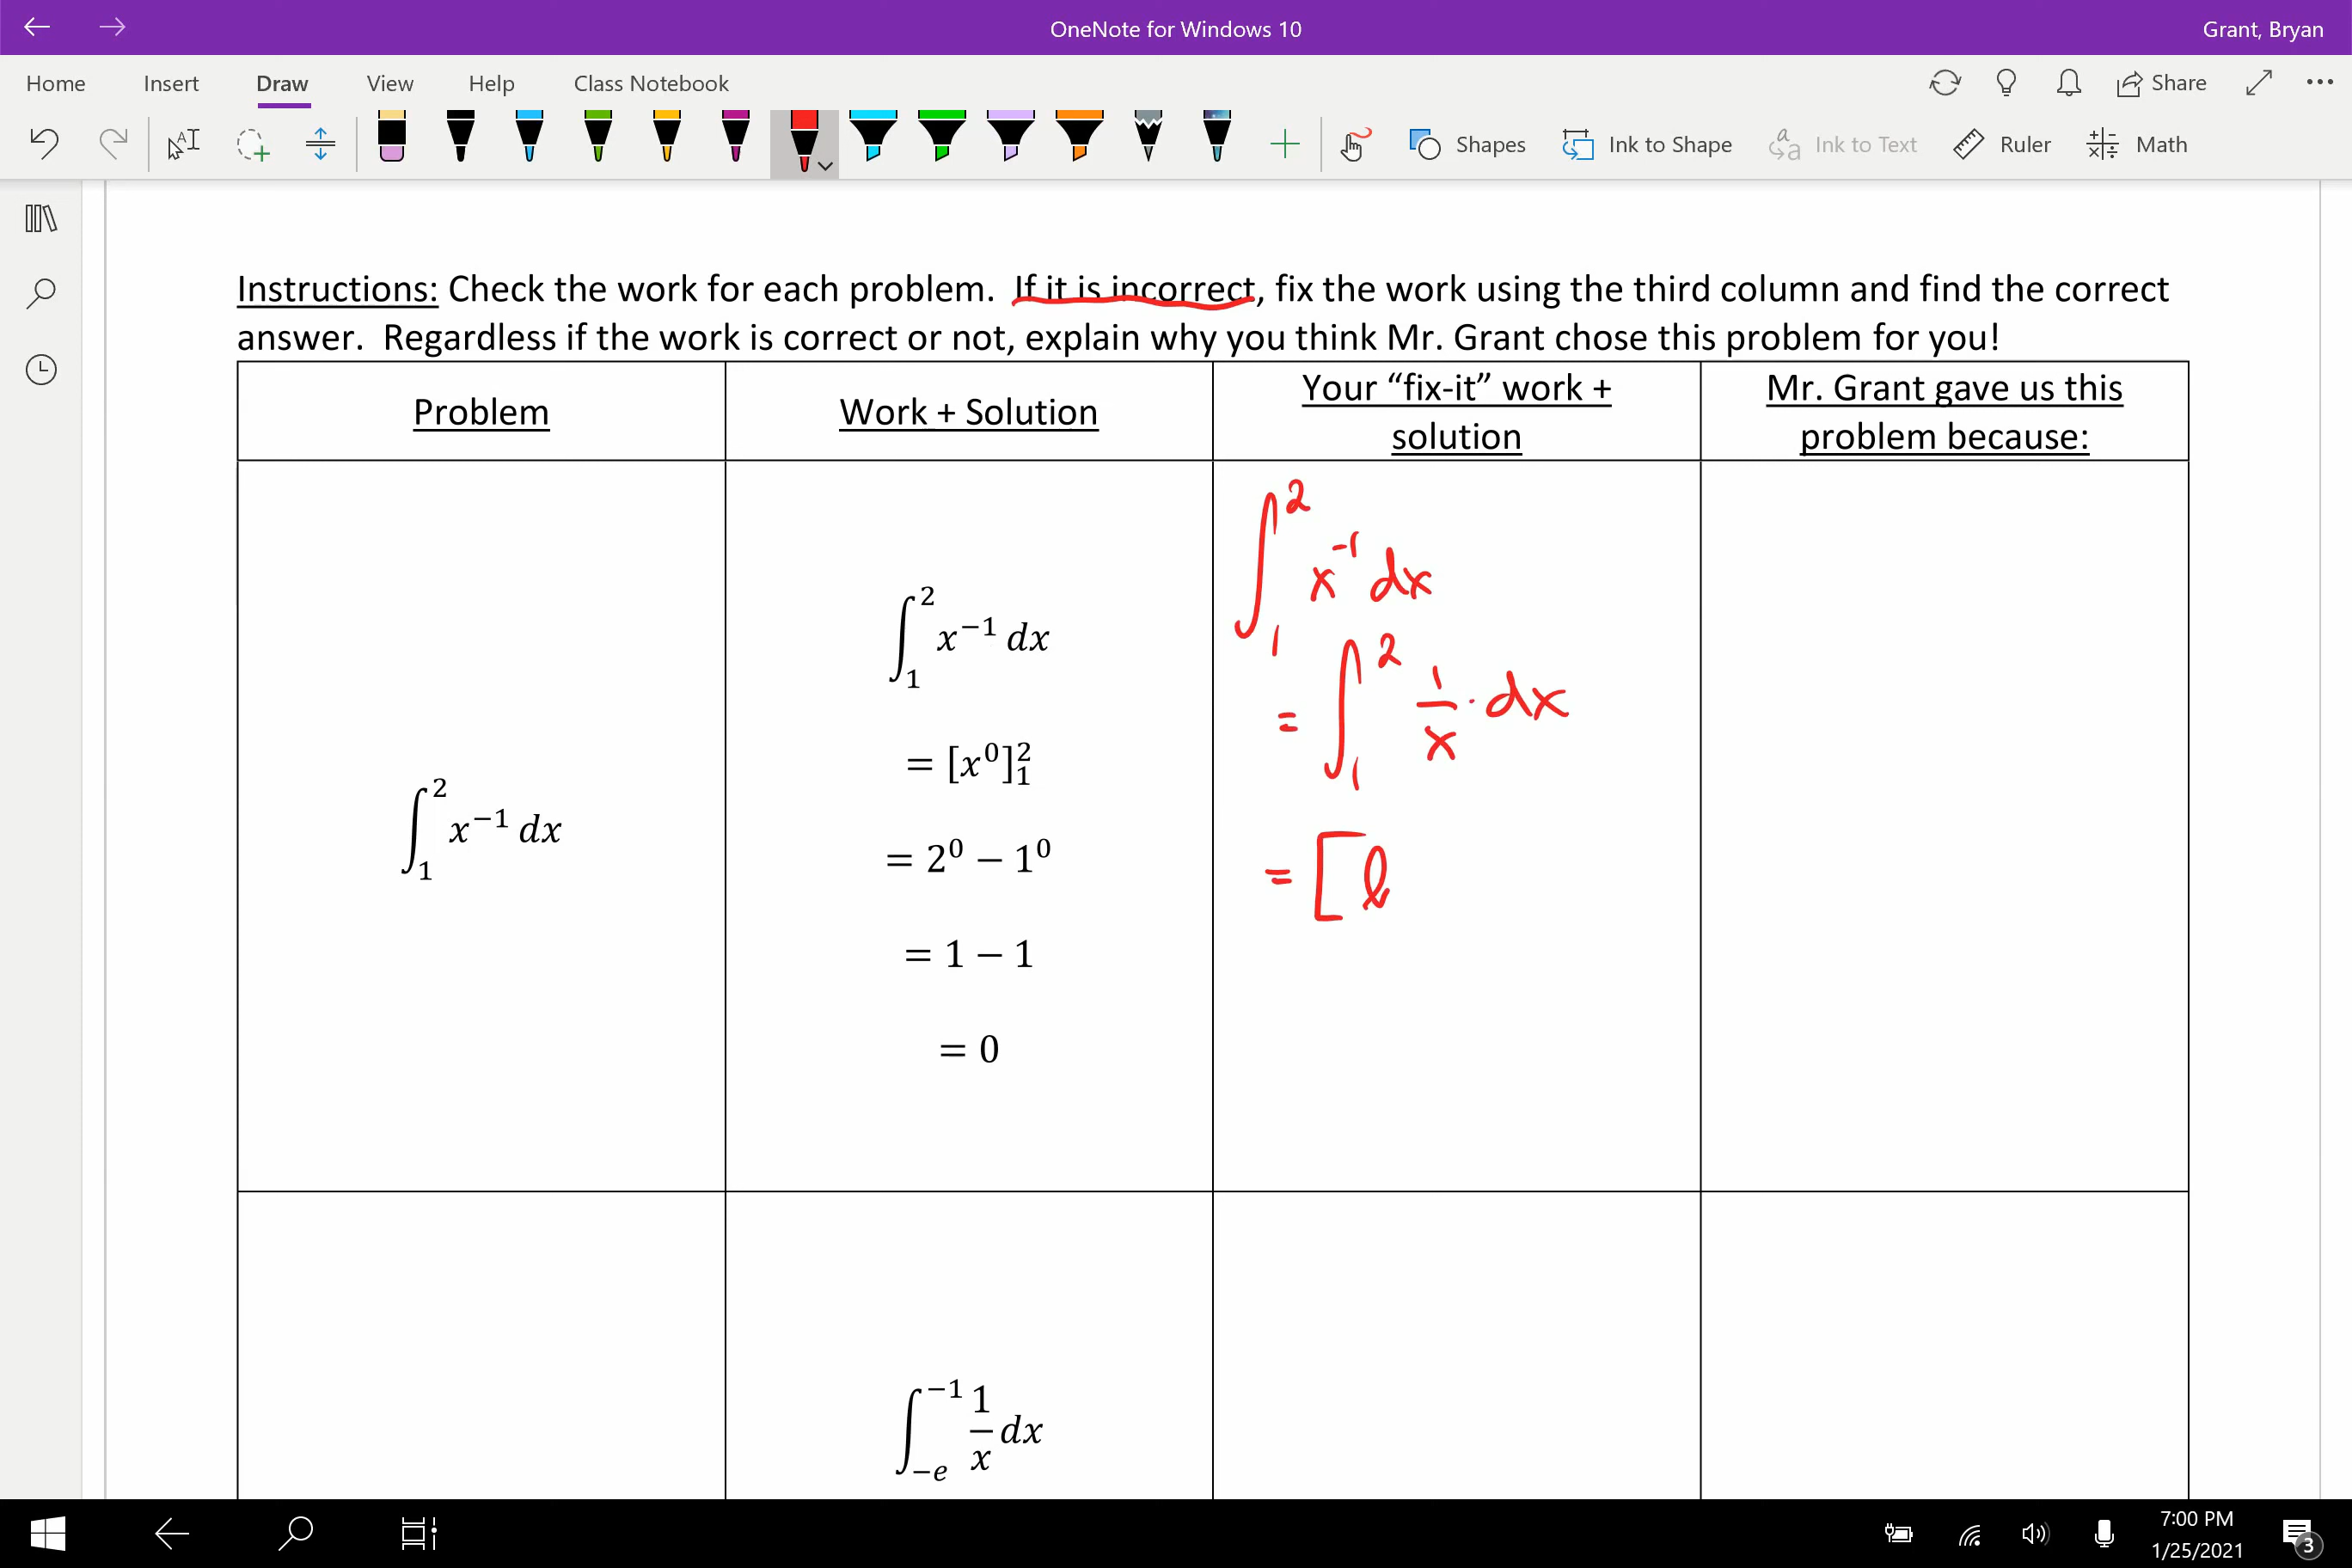 OneNote for Windows 10
Grant, Bryan
Home Insert Draw View Help Class Notebook Share
Shapes Ink to Shape Ink to Text Ruler Math
Instructions: Check the work for each problem. If it is incorrect, fix the work using the third column and find the correct
answer. Regardless if the work is correct or not, explain why you think Mr. Grant chose this problem for you!
Problem
Work + Solution
Your “fix-it” work +
solution
Mr. Grant gave us this
problem because:
∫₁² x⁻¹ dx
∫₁² x⁻¹ dx
= [x⁰]₁²
= 2⁰ − 1⁰
= 1 − 1
= 0
∫₁² x⁻¹ dx
= ∫₁² 1/x · dx
= [
∫₋ₑ⁻¹ 1/x dx
7:00 PM
1/25/2021
3